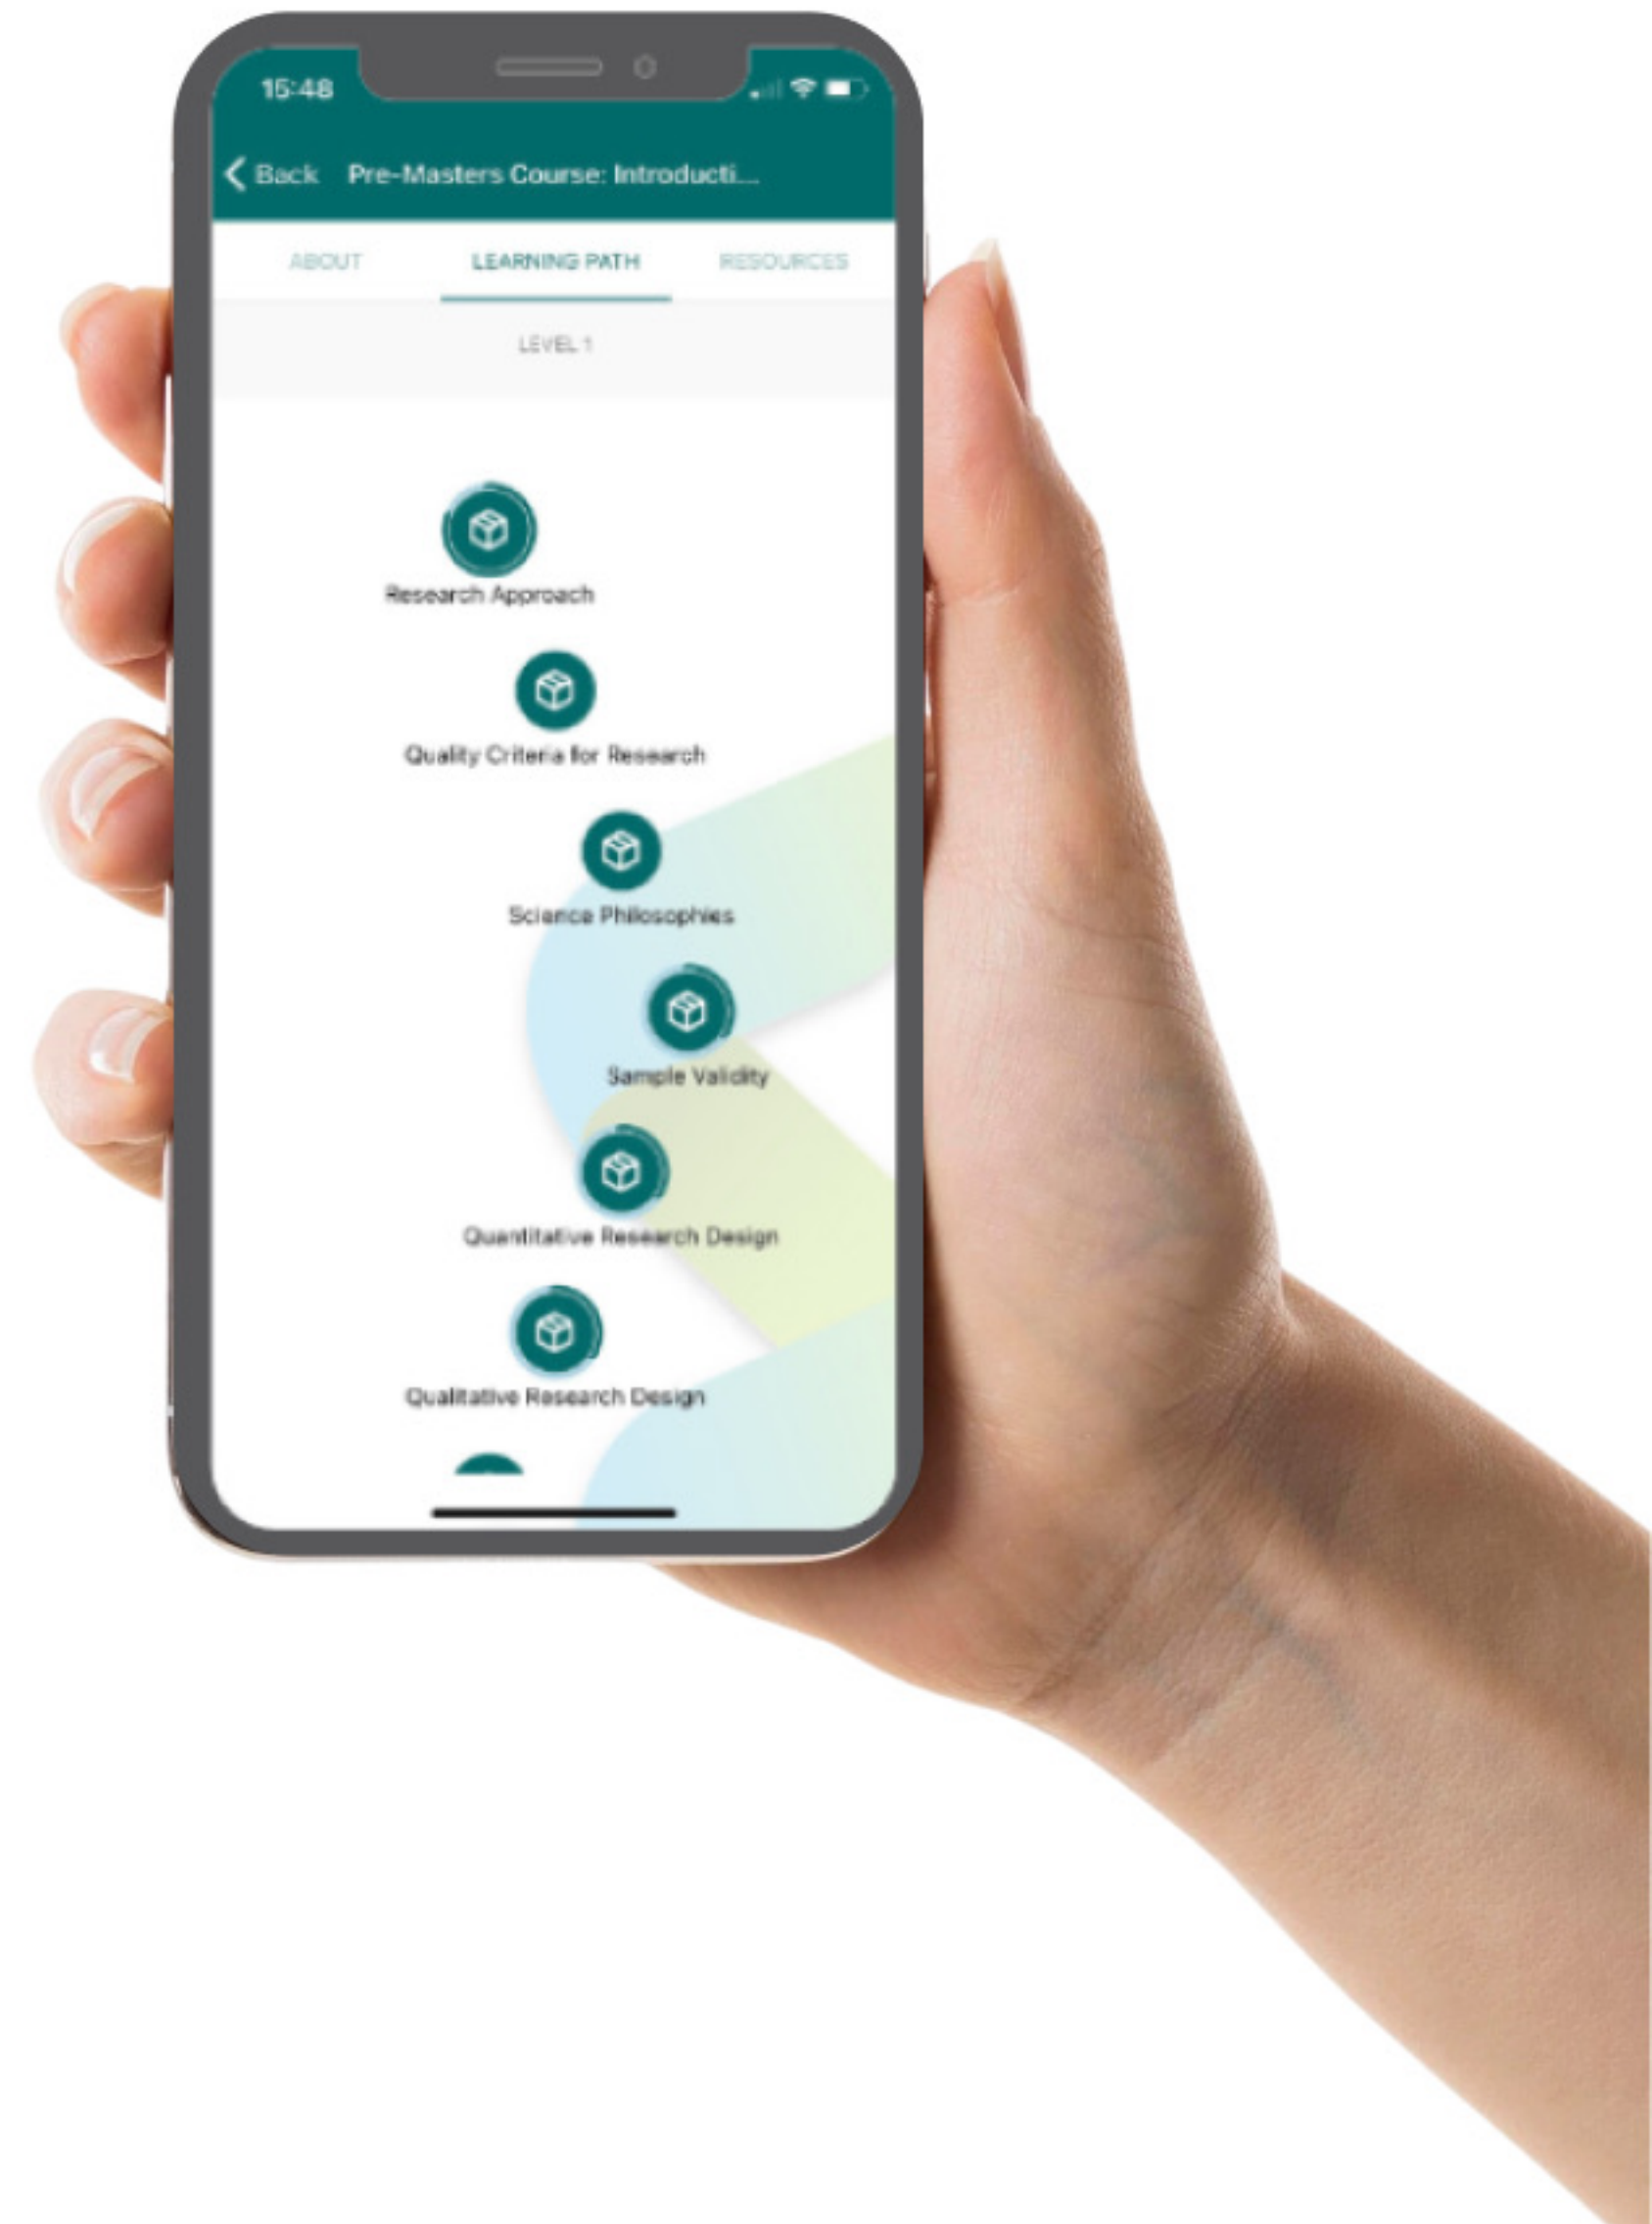 15:48
Back Pre-Masters Course: Introducti...
ABOUT LEARNING PATH RESOURCES
LEVEL 1
Research Approach
Quality Criteria for Research
Science Philosophies
Sample Validity
Quantitative Research Design
Qualitative Research Design